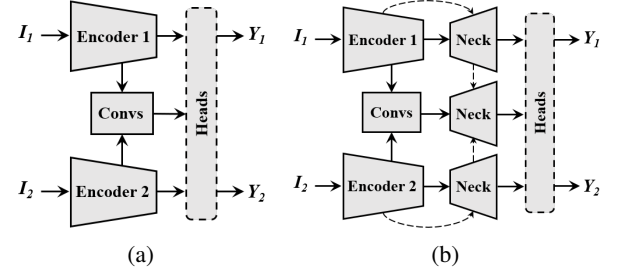 I1
Encoder 1
Y1
Convs
Heads
I2
Encoder 2
Y2
(a)
I1
Encoder 1
Neck
Y1
Convs
Neck
Heads
I2
Encoder 2
Neck
Y2
(b)